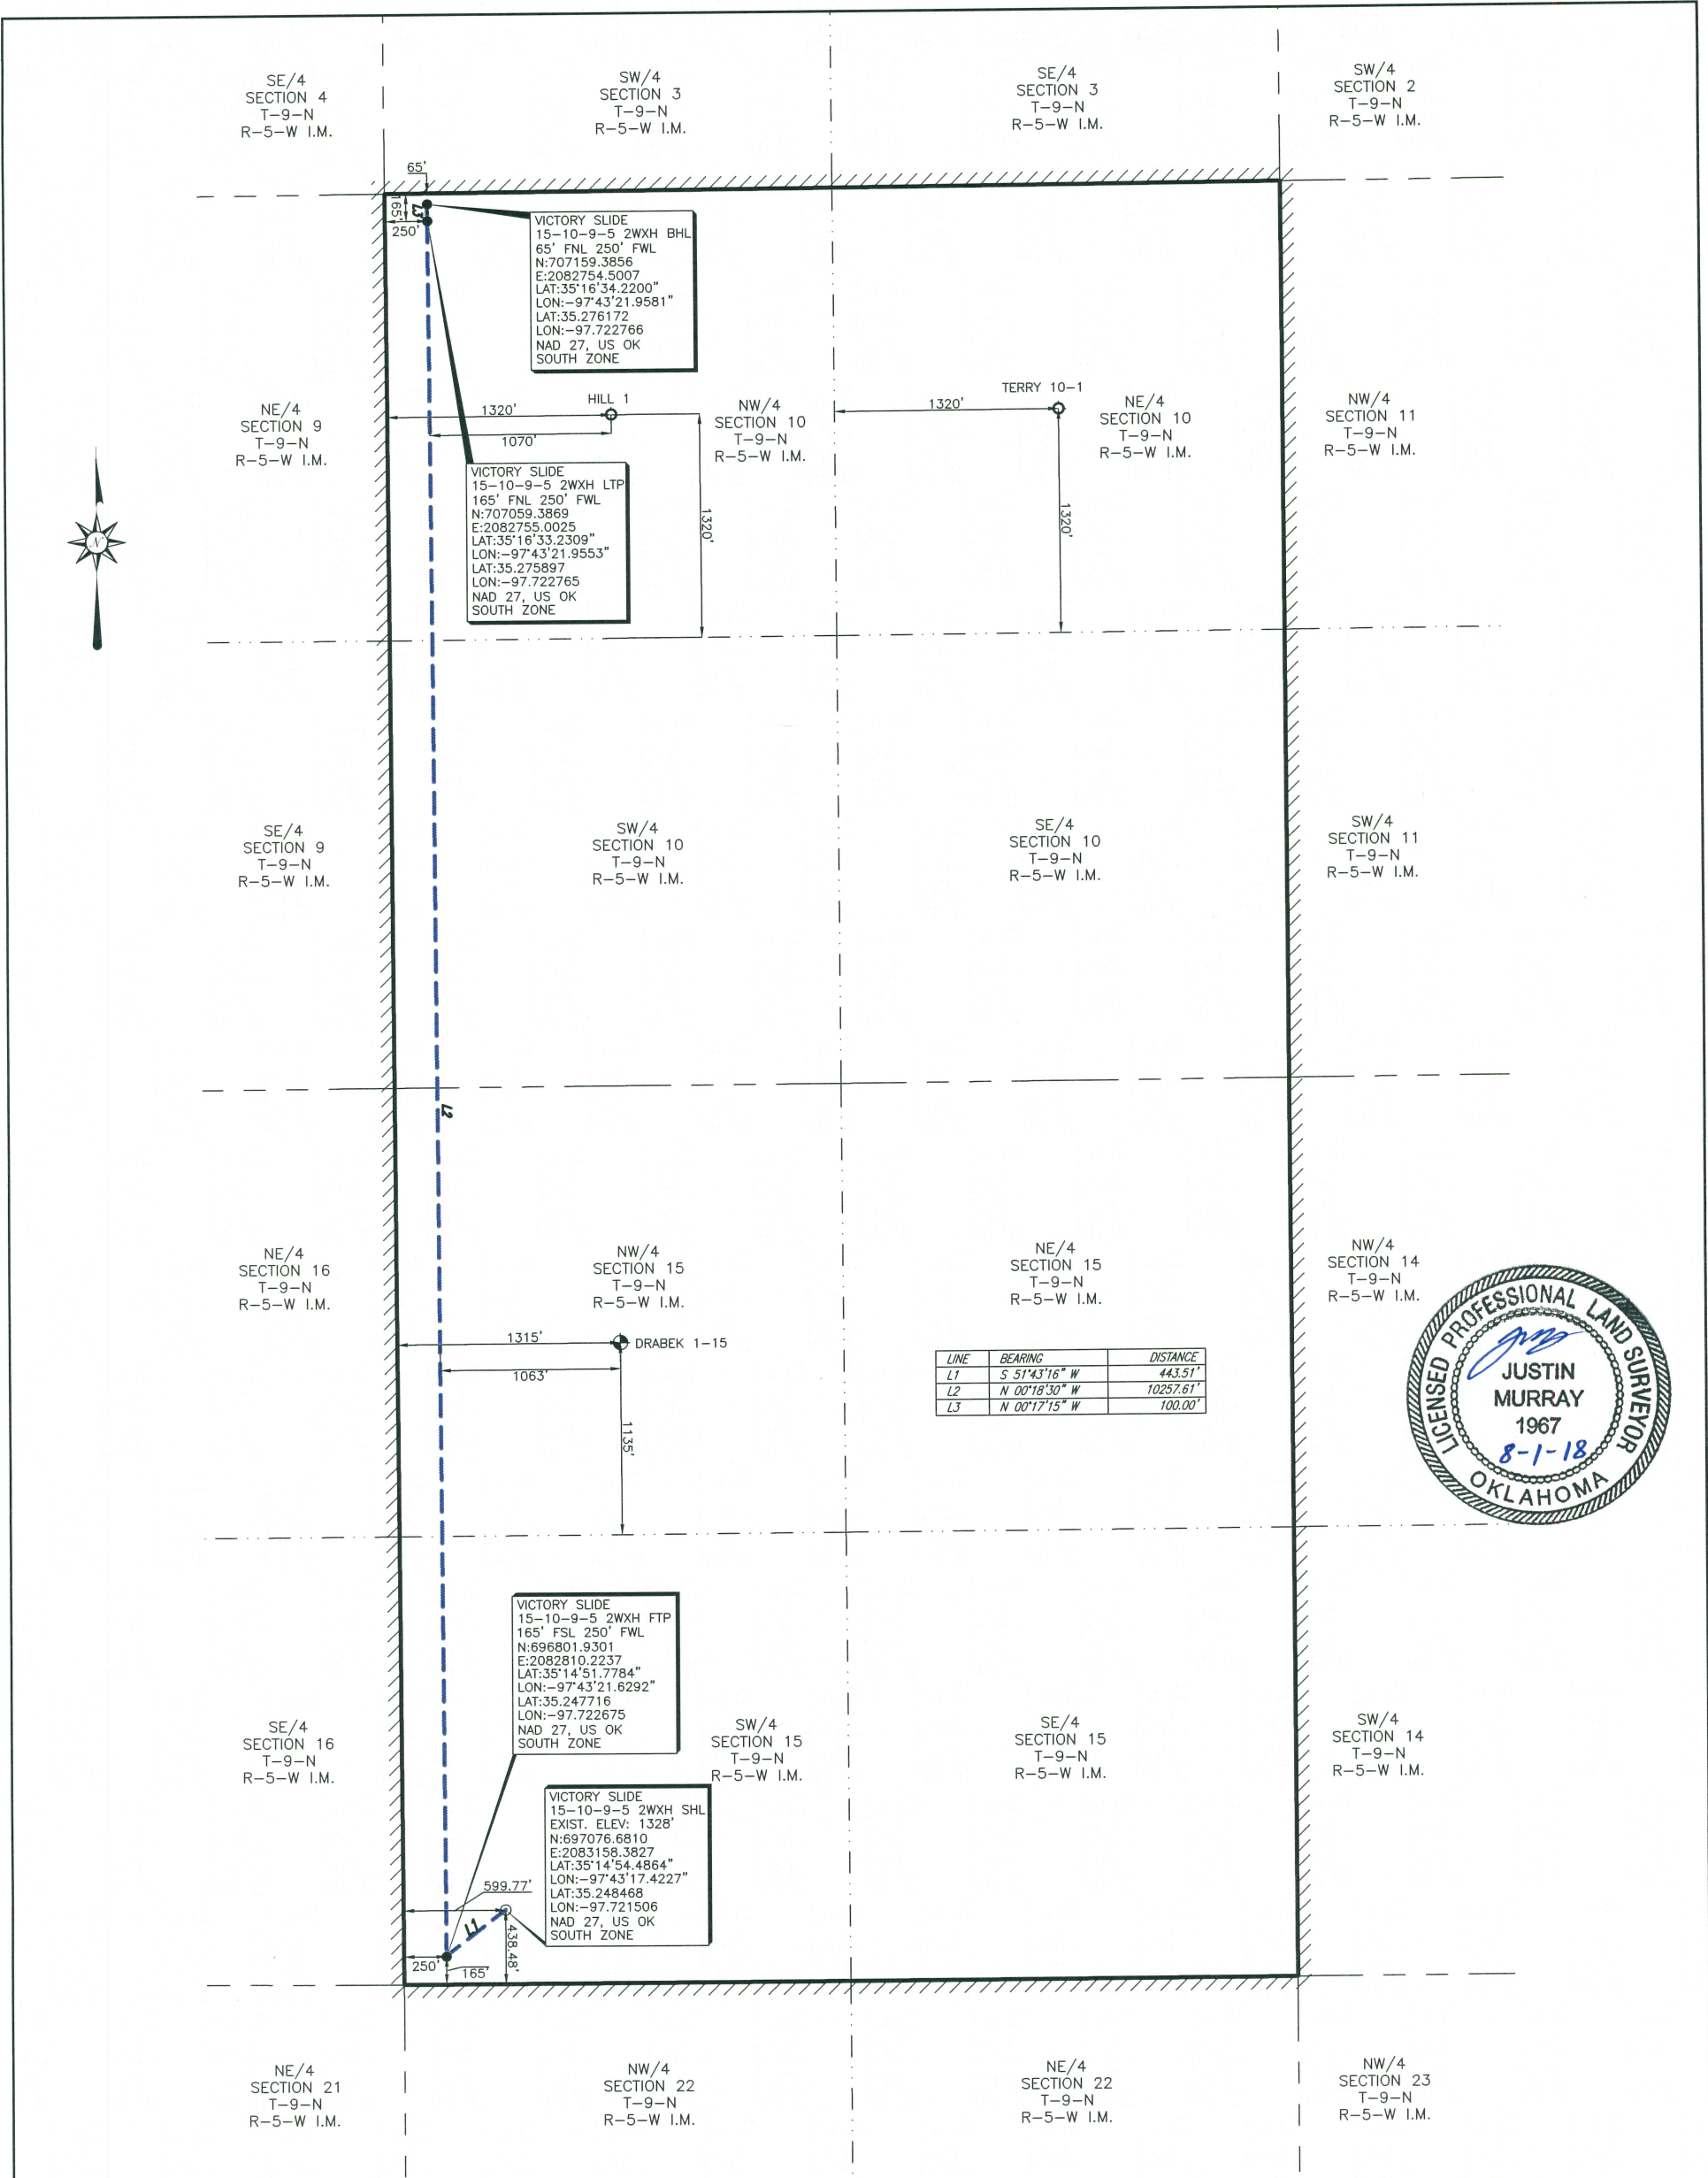 SE/4
SECTION 4
T-9-N
R-5-W I.M.
SW/4
SECTION 3
T-9-N
R-5-W I.M.
SE/4
SECTION 3
T-9-N
R-5-W I.M.
SW/4
SECTION 2
T-9-N
R-5-W I.M.
65'
165'
L3
250'
VICTORY SLIDE
15-10-9-5 2WXH BHL
65' FNL 250' FWL
N:707159.3856
E:2082754.5007
LAT:35°16'34.2200"
LON:-97°43'21.9581"
LAT:35.276172
LON:-97.722766
NAD 27, US OK
SOUTH ZONE
NE/4
SECTION 9
T-9-N
R-5-W I.M.
1320'
HILL 1
1070'
NW/4
SECTION 10
T-9-N
R-5-W I.M.
1320'
1320'
TERRY 10-1
1320'
NE/4
SECTION 10
T-9-N
R-5-W I.M.
NW/4
SECTION 11
T-9-N
R-5-W I.M.
N
VICTORY SLIDE
15-10-9-5 2WXH LTP
165' FNL 250' FWL
N:707059.3869
E:2082755.0025
LAT:35°16'33.2309"
LON:-97°43'21.9553"
LAT:35.275897
LON:-97.722765
NAD 27, US OK
SOUTH ZONE
SE/4
SECTION 9
T-9-N
R-5-W I.M.
SW/4
SECTION 10
T-9-N
R-5-W I.M.
SE/4
SECTION 10
T-9-N
R-5-W I.M.
SW/4
SECTION 11
T-9-N
R-5-W I.M.
L2
NE/4
SECTION 16
T-9-N
R-5-W I.M.
NW/4
SECTION 15
T-9-N
R-5-W I.M.
NE/4
SECTION 15
T-9-N
R-5-W I.M.
NW/4
SECTION 14
T-9-N
R-5-W I.M.
1315'
DRABEK 1-15
1063'
1135'
LINE BEARING DISTANCE
L1 S 51°43'16" W 443.51'
L2 N 00°18'30" W 10257.61'
L3 N 00°17'15" W 100.00'
LICENSED PROFESSIONAL LAND SURVEYOR
JUSTIN
MURRAY
1967
8-1-18
OKLAHOMA
VICTORY SLIDE
15-10-9-5 2WXH FTP
165' FSL 250' FWL
N:696801.9301
E:2082810.2237
LAT:35°14'51.7784"
LON:-97°43'21.6292"
LAT:35.247716
LON:-97.722675
NAD 27, US OK
SOUTH ZONE
SE/4
SECTION 16
T-9-N
R-5-W I.M.
SW/4
SECTION 15
T-9-N
R-5-W I.M.
SE/4
SECTION 15
T-9-N
R-5-W I.M.
SW/4
SECTION 14
T-9-N
R-5-W I.M.
VICTORY SLIDE
15-10-9-5 2WXH SHL
EXIST. ELEV: 1328'
N:697076.6810
E:2083158.3827
LAT:35°14'54.4864"
LON:-97°43'17.4227"
LAT:35.248468
LON:-97.721506
NAD 27, US OK
SOUTH ZONE
599.77'
L1
438.48'
250'
165'
NE/4
SECTION 21
T-9-N
R-5-W I.M.
NW/4
SECTION 22
T-9-N
R-5-W I.M.
NE/4
SECTION 22
T-9-N
R-5-W I.M.
NW/4
SECTION 23
T-9-N
R-5-W I.M.